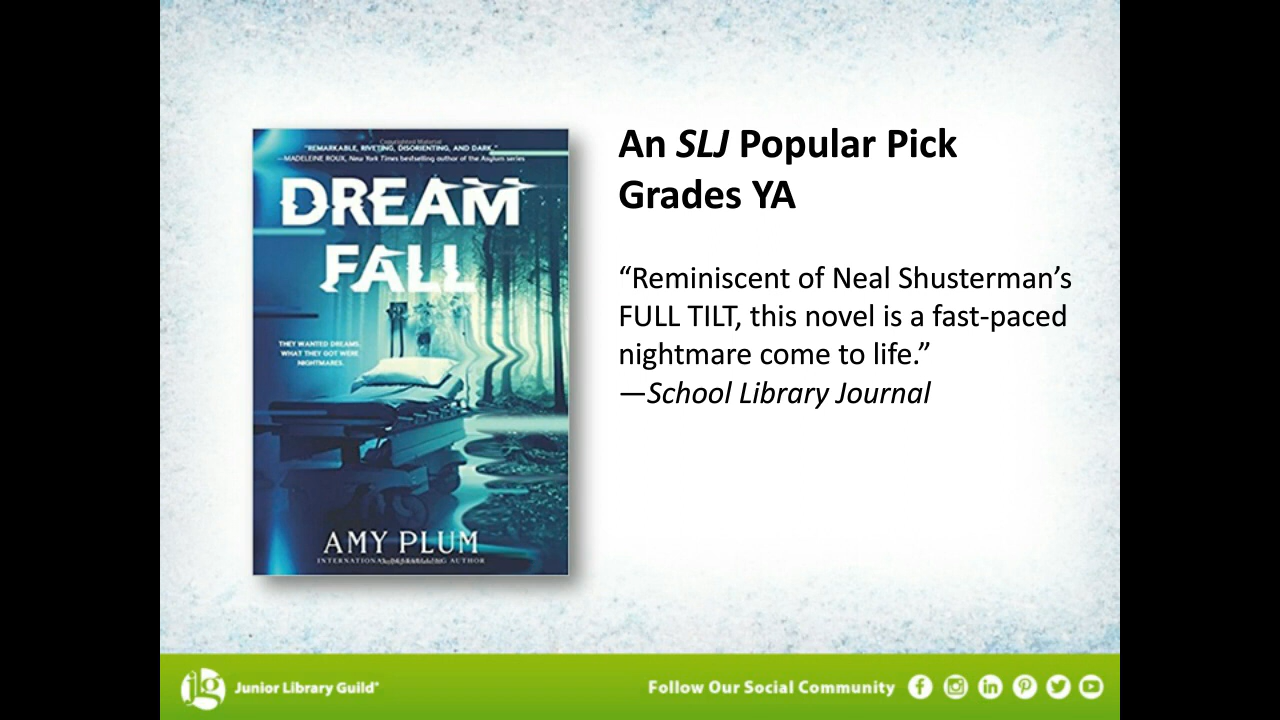 Copyrighted Material
"REMARKABLE, RIVETING, DISORIENTING, AND DARK."
—MADELEINE ROUX, New York Times bestselling author of the Asylum series
DREAM
FALL
THEY WANTED DREAMS.
WHAT THEY GOT WERE
NIGHTMARES.
AMY PLUM
INTERNATIONAL BESTSELLING AUTHOR
An SLJ Popular Pick
Grades YA
“Reminiscent of Neal Shusterman’s
FULL TILT, this novel is a fast-paced
nightmare come to life.”
—School Library Journal
jlg Junior Library Guild
Follow Our Social Community